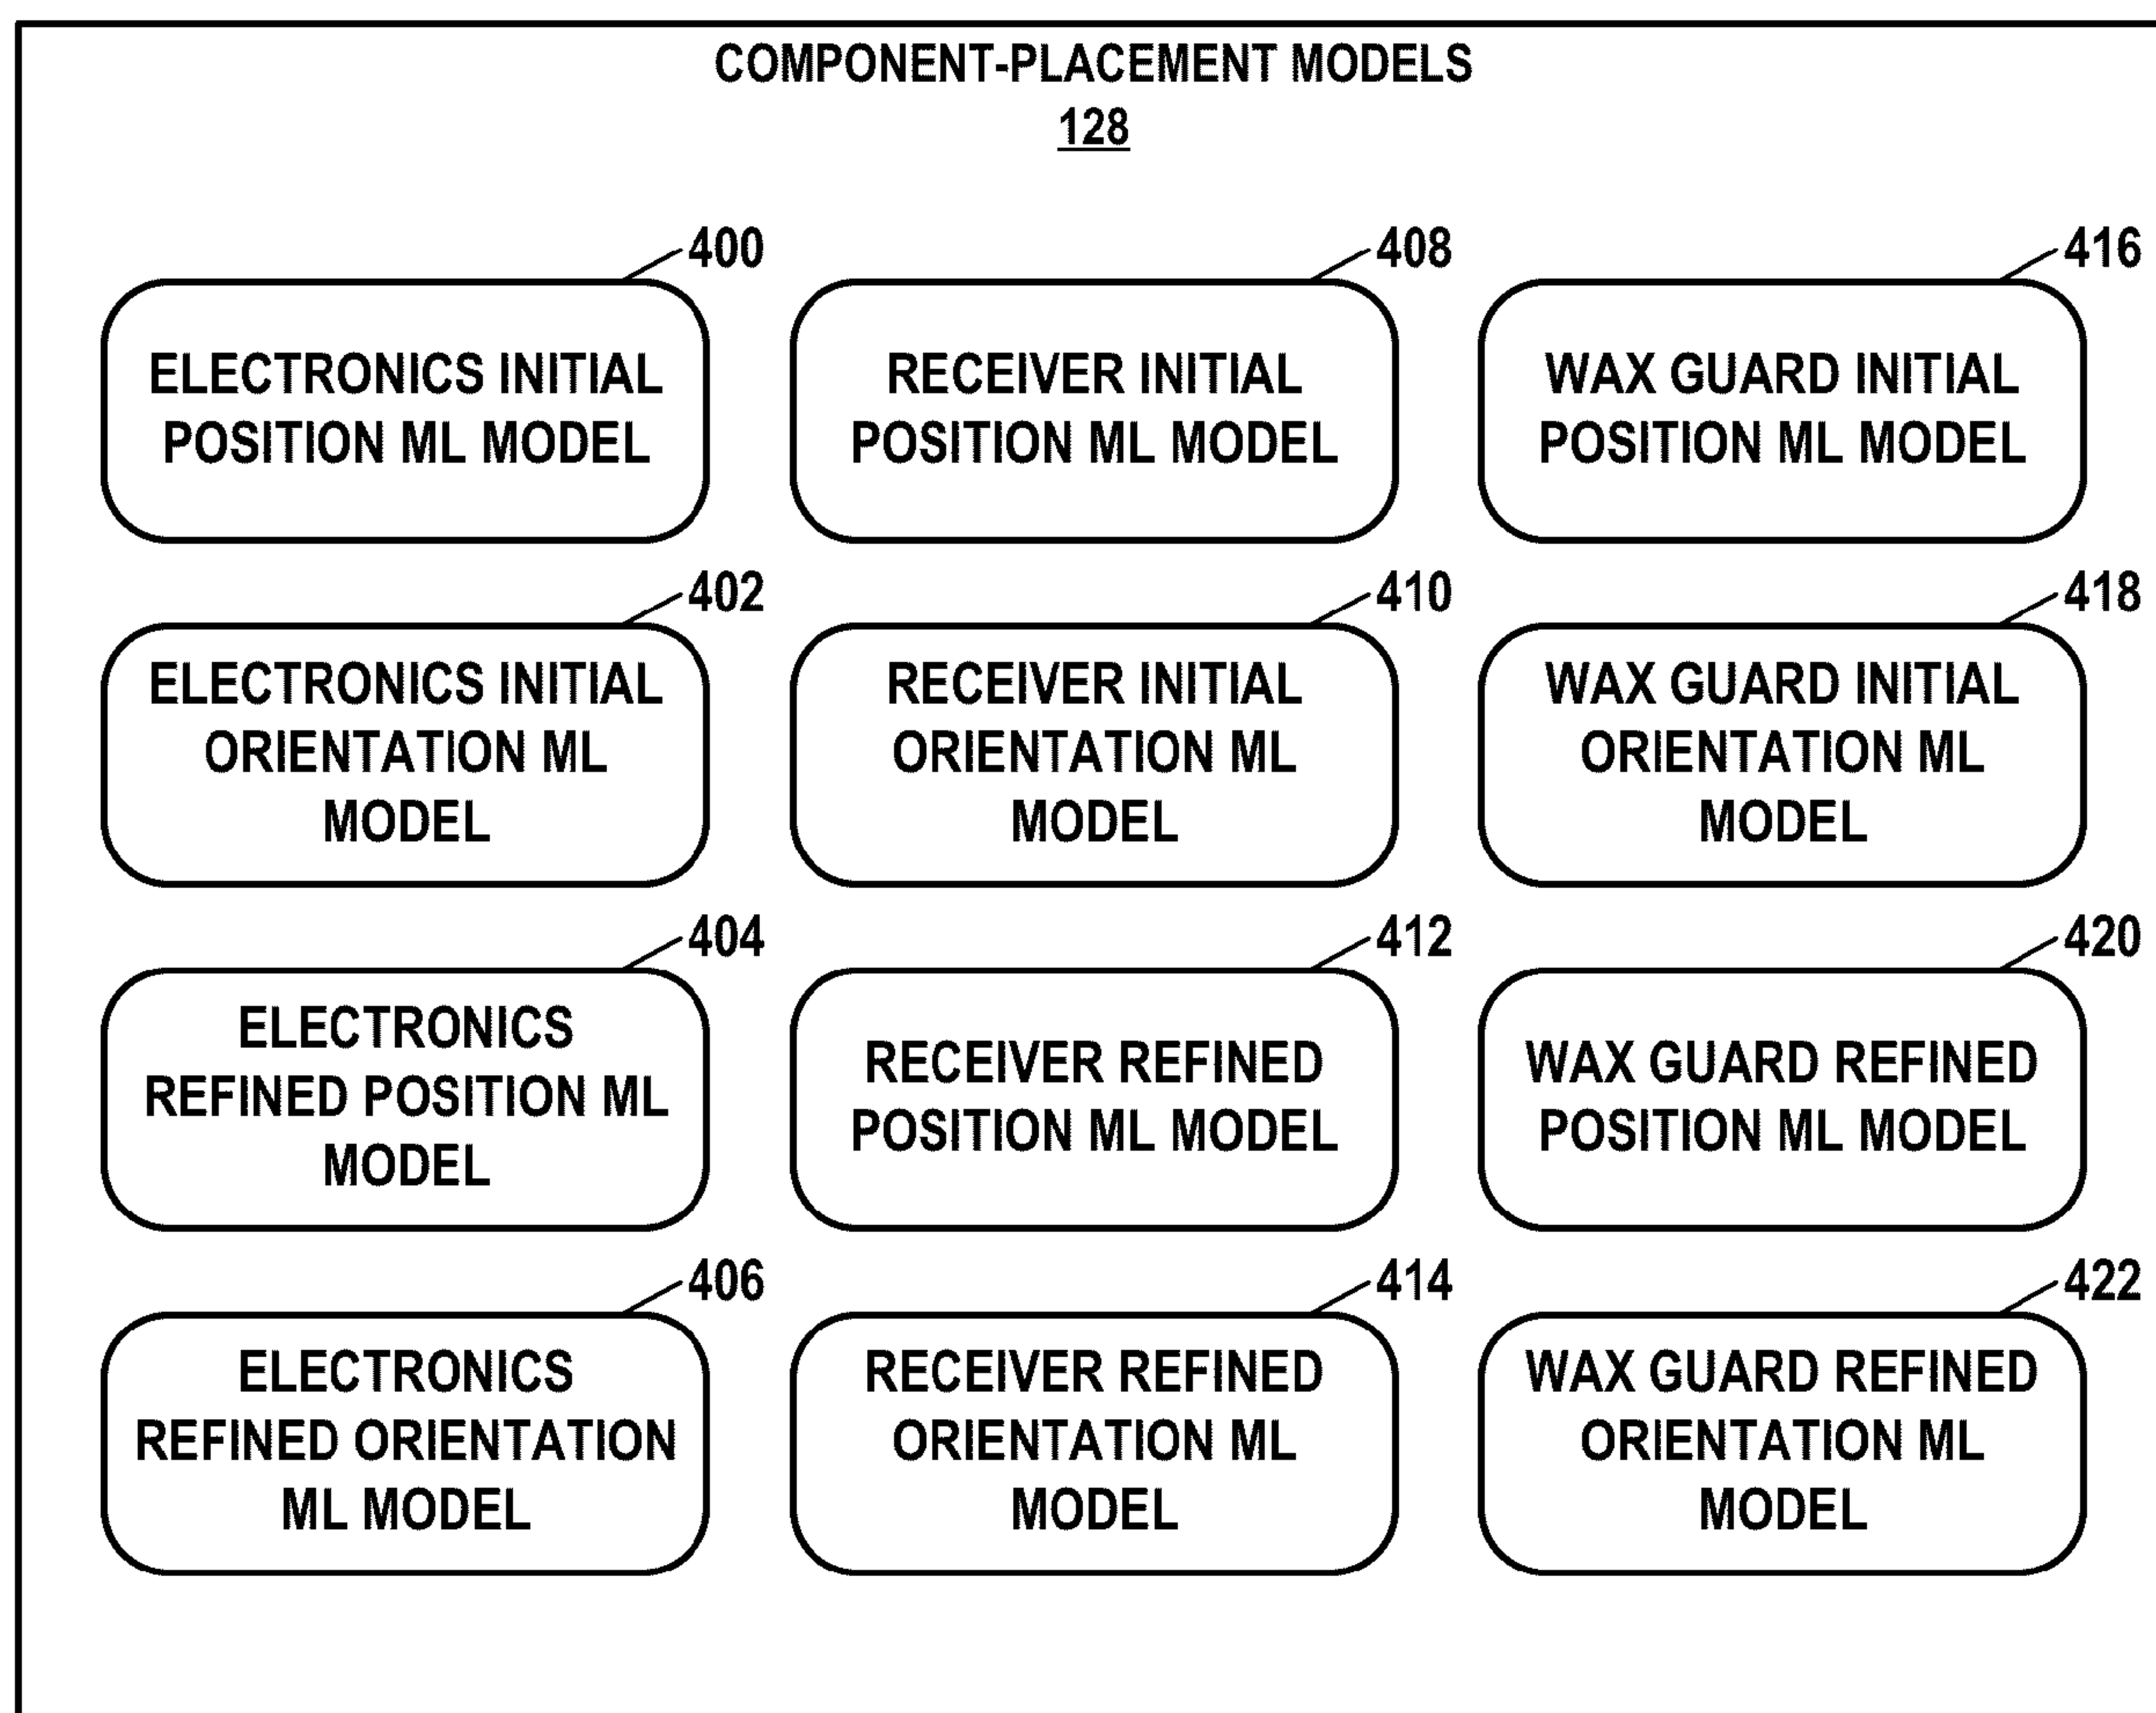 COMPONENT-PLACEMENT MODELS
128
400
ELECTRONICS INITIAL
POSITION ML MODEL
408
RECEIVER INITIAL
POSITION ML MODEL
416
WAX GUARD INITIAL
POSITION ML MODEL
402
ELECTRONICS INITIAL
ORIENTATION ML
MODEL
410
RECEIVER INITIAL
ORIENTATION ML
MODEL
418
WAX GUARD INITIAL
ORIENTATION ML
MODEL
404
ELECTRONICS
REFINED POSITION ML
MODEL
412
RECEIVER REFINED
POSITION ML MODEL
420
WAX GUARD REFINED
POSITION ML MODEL
406
ELECTRONICS
REFINED ORIENTATION
ML MODEL
414
RECEIVER REFINED
ORIENTATION ML
MODEL
422
WAX GUARD REFINED
ORIENTATION ML
MODEL